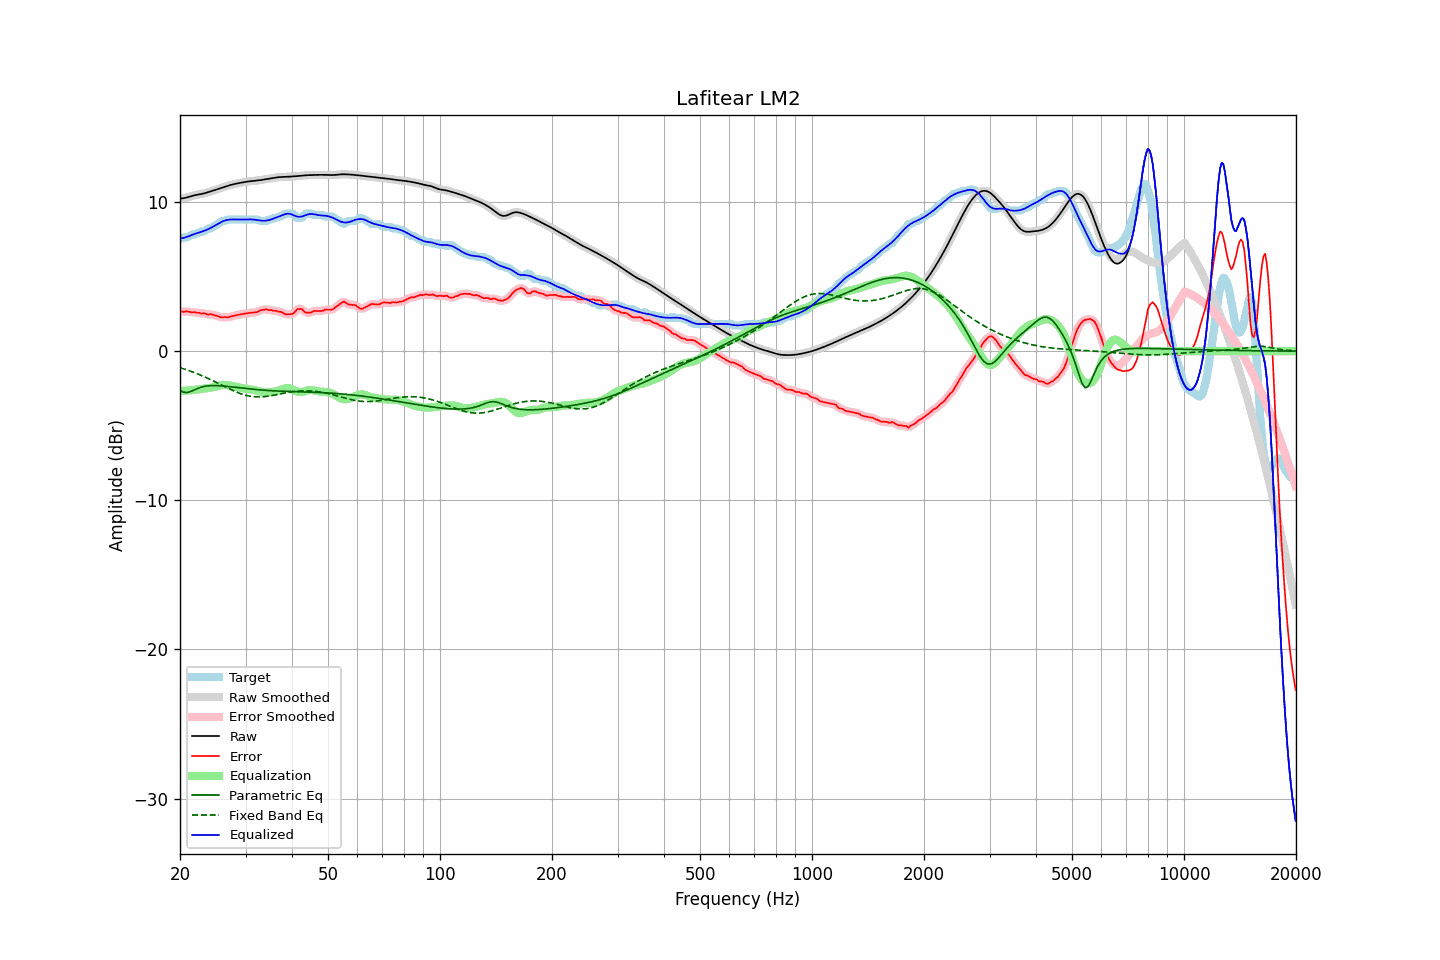 Lafitear LM2
Amplitude (dBr)
10
0
−10
−20
−30
Target
Raw Smoothed
Error Smoothed
Raw
Error
Equalization
Parametric Eq
Fixed Band Eq
Equalized
20 50 100 200 500 1000 2000 5000 10000 20000
Frequency (Hz)